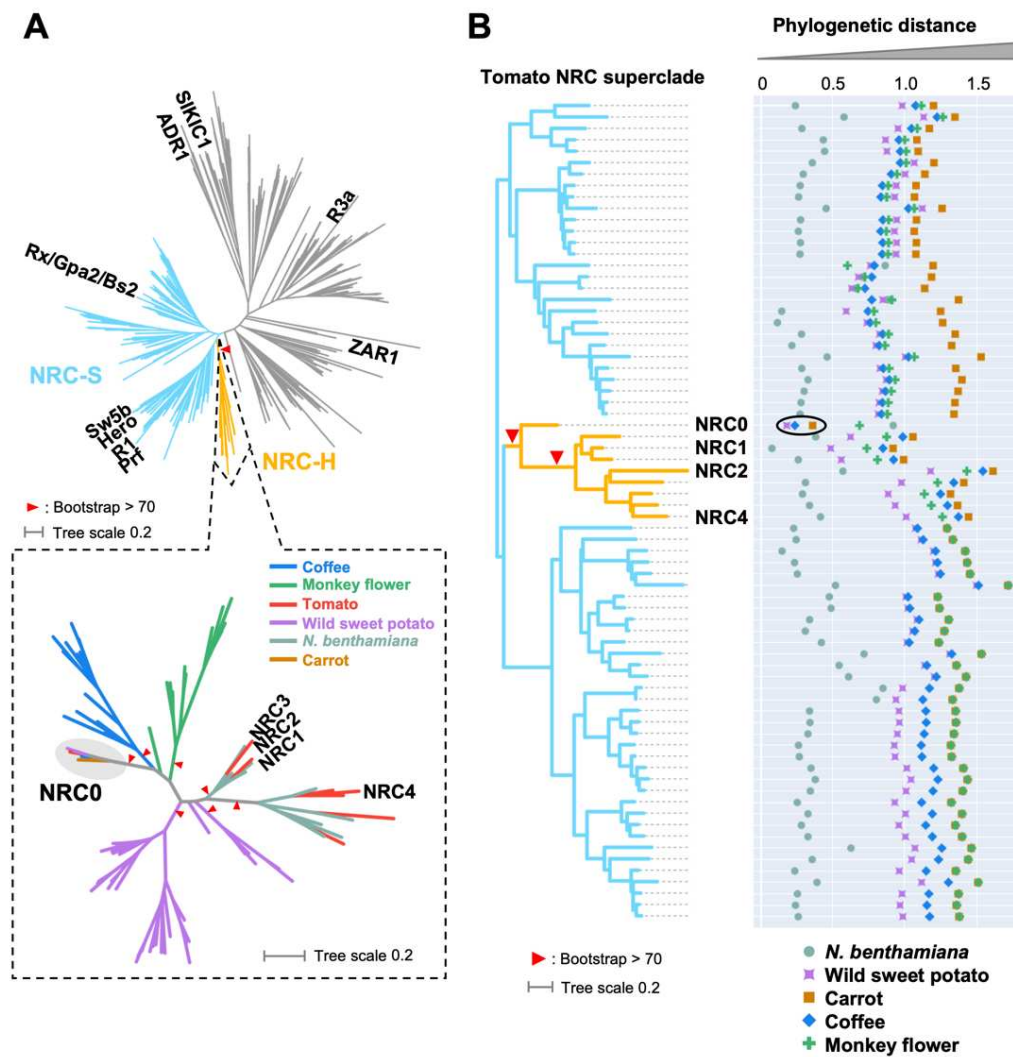 A
SlKIC1
ADR1
R3a
Rx/Gpa2/Bs2
ZAR1
NRC-S
Sw5b
Hero
R1
Prf
NRC-H
: Bootstrap > 70
Tree scale 0.2
Coffee
Monkey flower
Tomato
Wild sweet potato
N. benthamiana
Carrot
NRC3
NRC2
NRC1
NRC0
NRC4
Tree scale 0.2
B
Phylogenetic distance
Tomato NRC superclade
0 0.5 1.0 1.5
NRC0
NRC1
NRC2
NRC4
: Bootstrap > 70
Tree scale 0.2
N. benthamiana
Wild sweet potato
Carrot
Coffee
Monkey flower